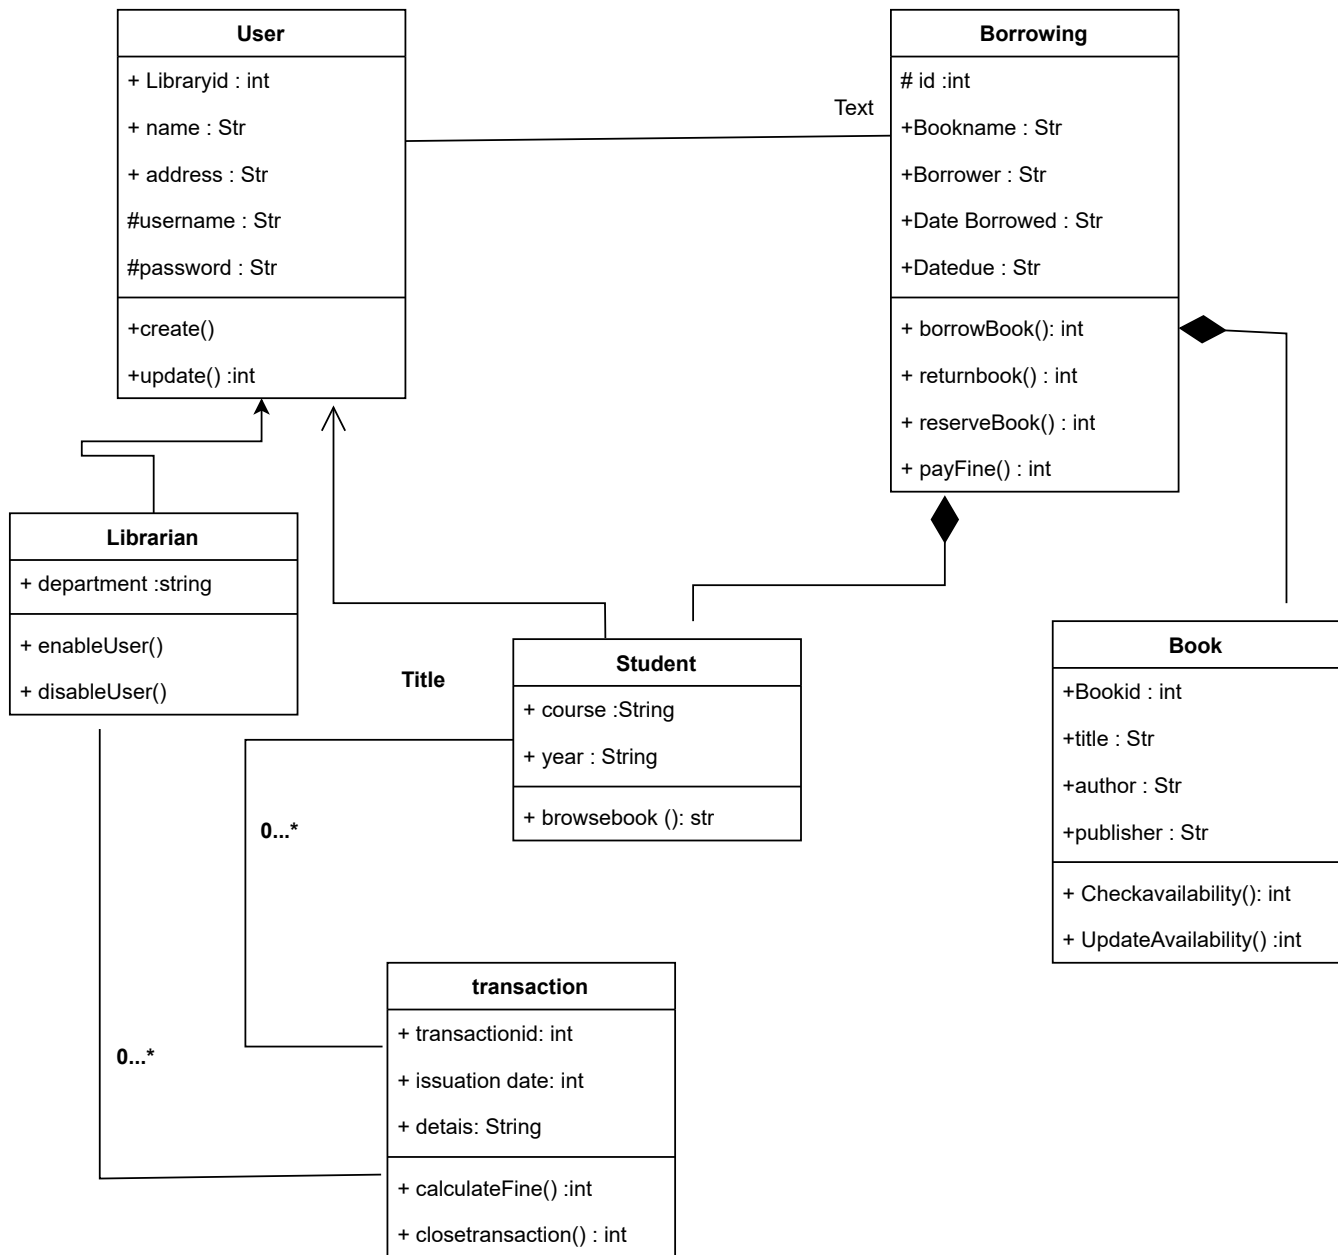 User
+ Libraryid : int
+ name : Str
+ address : Str
#username : Str
#password : Str
+create()
+update() :int
Text
Borrowing
# id :int
+Bookname : Str
+Borrower : Str
+Date Borrowed : Str
+Datedue : Str
+ borrowBook(): int
+ returnbook() : int
+ reserveBook() : int
+ payFine() : int
Librarian
+ department :string
+ enableUser()
+ disableUser()
Title
Student
+ course :String
+ year : String
+ browsebook (): str
Book
+Bookid : int
+title : Str
+author : Str
+publisher : Str
+ Checkavailability(): int
+ UpdateAvailability() :int
0...*
0...*
transaction
+ transactionid: int
+ issuation date: int
+ detais: String
+ calculateFine() :int
+ closetransaction() : int